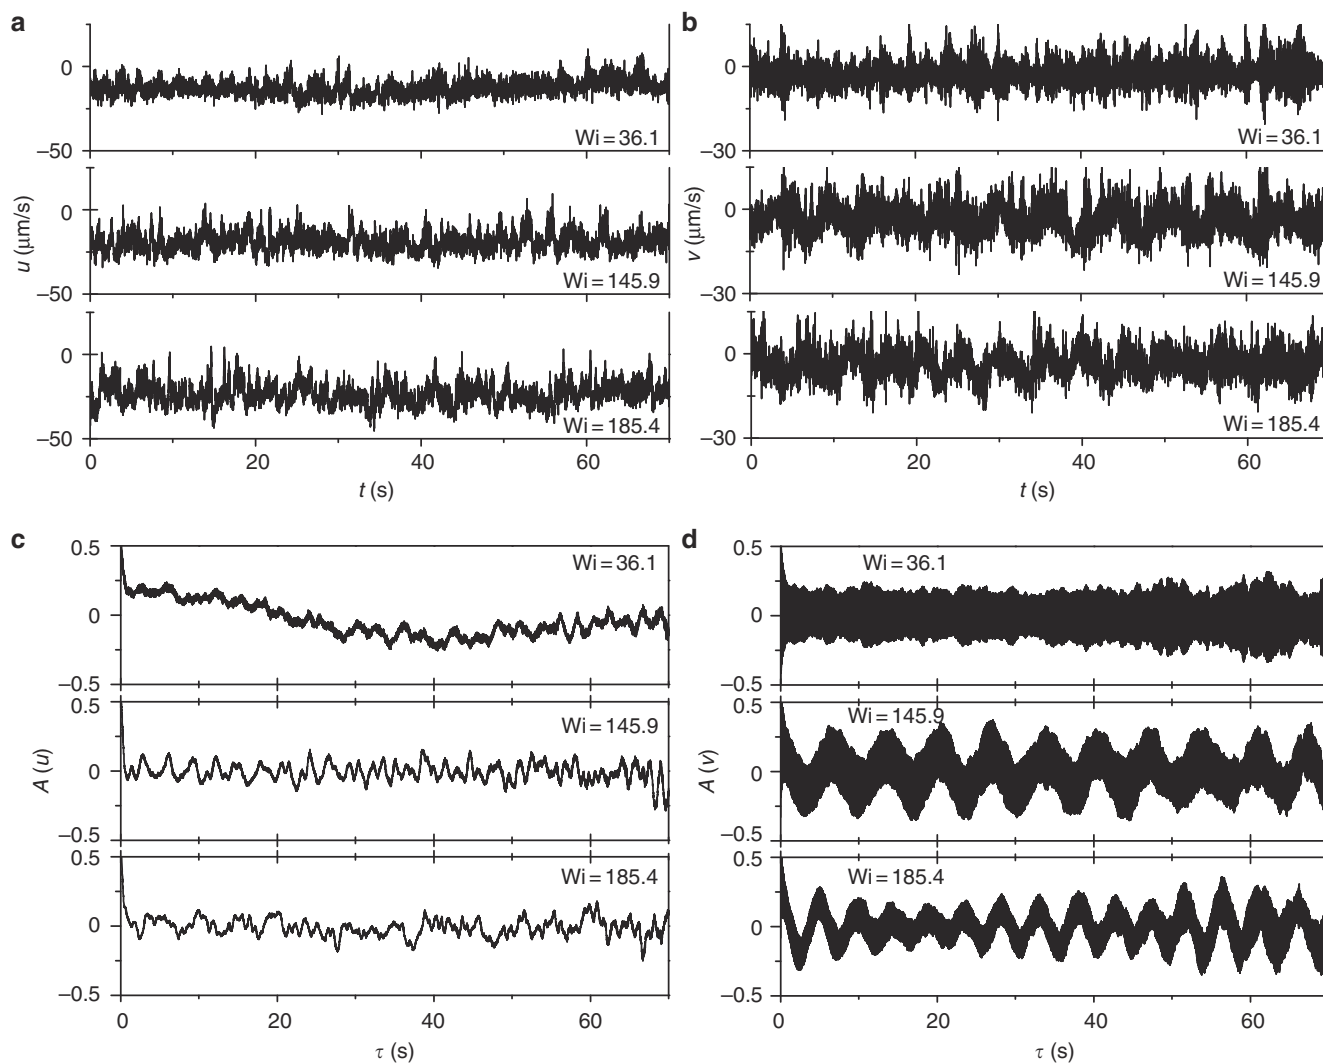 a
0
–50
Wi = 36.1
0
–50
Wi = 145.9
0
–50
Wi = 185.4
u (μm/s)
0 20 40 60
t (s)
b
0
–30
Wi = 36.1
0
–30
Wi = 145.9
0
–30
Wi = 185.4
v (μm/s)
0 20 40 60
t (s)
c
0.5
0
–0.5
Wi = 36.1
0.5
0
–0.5
Wi = 145.9
0.5
0
–0.5
Wi = 185.4
A (u)
0 20 40 60
τ (s)
d
0.5
0
–0.5
Wi = 36.1
0.5
0
–0.5
Wi = 145.9
0.5
0
–0.5
Wi = 185.4
A (v)
0 20 40 60
τ (s)